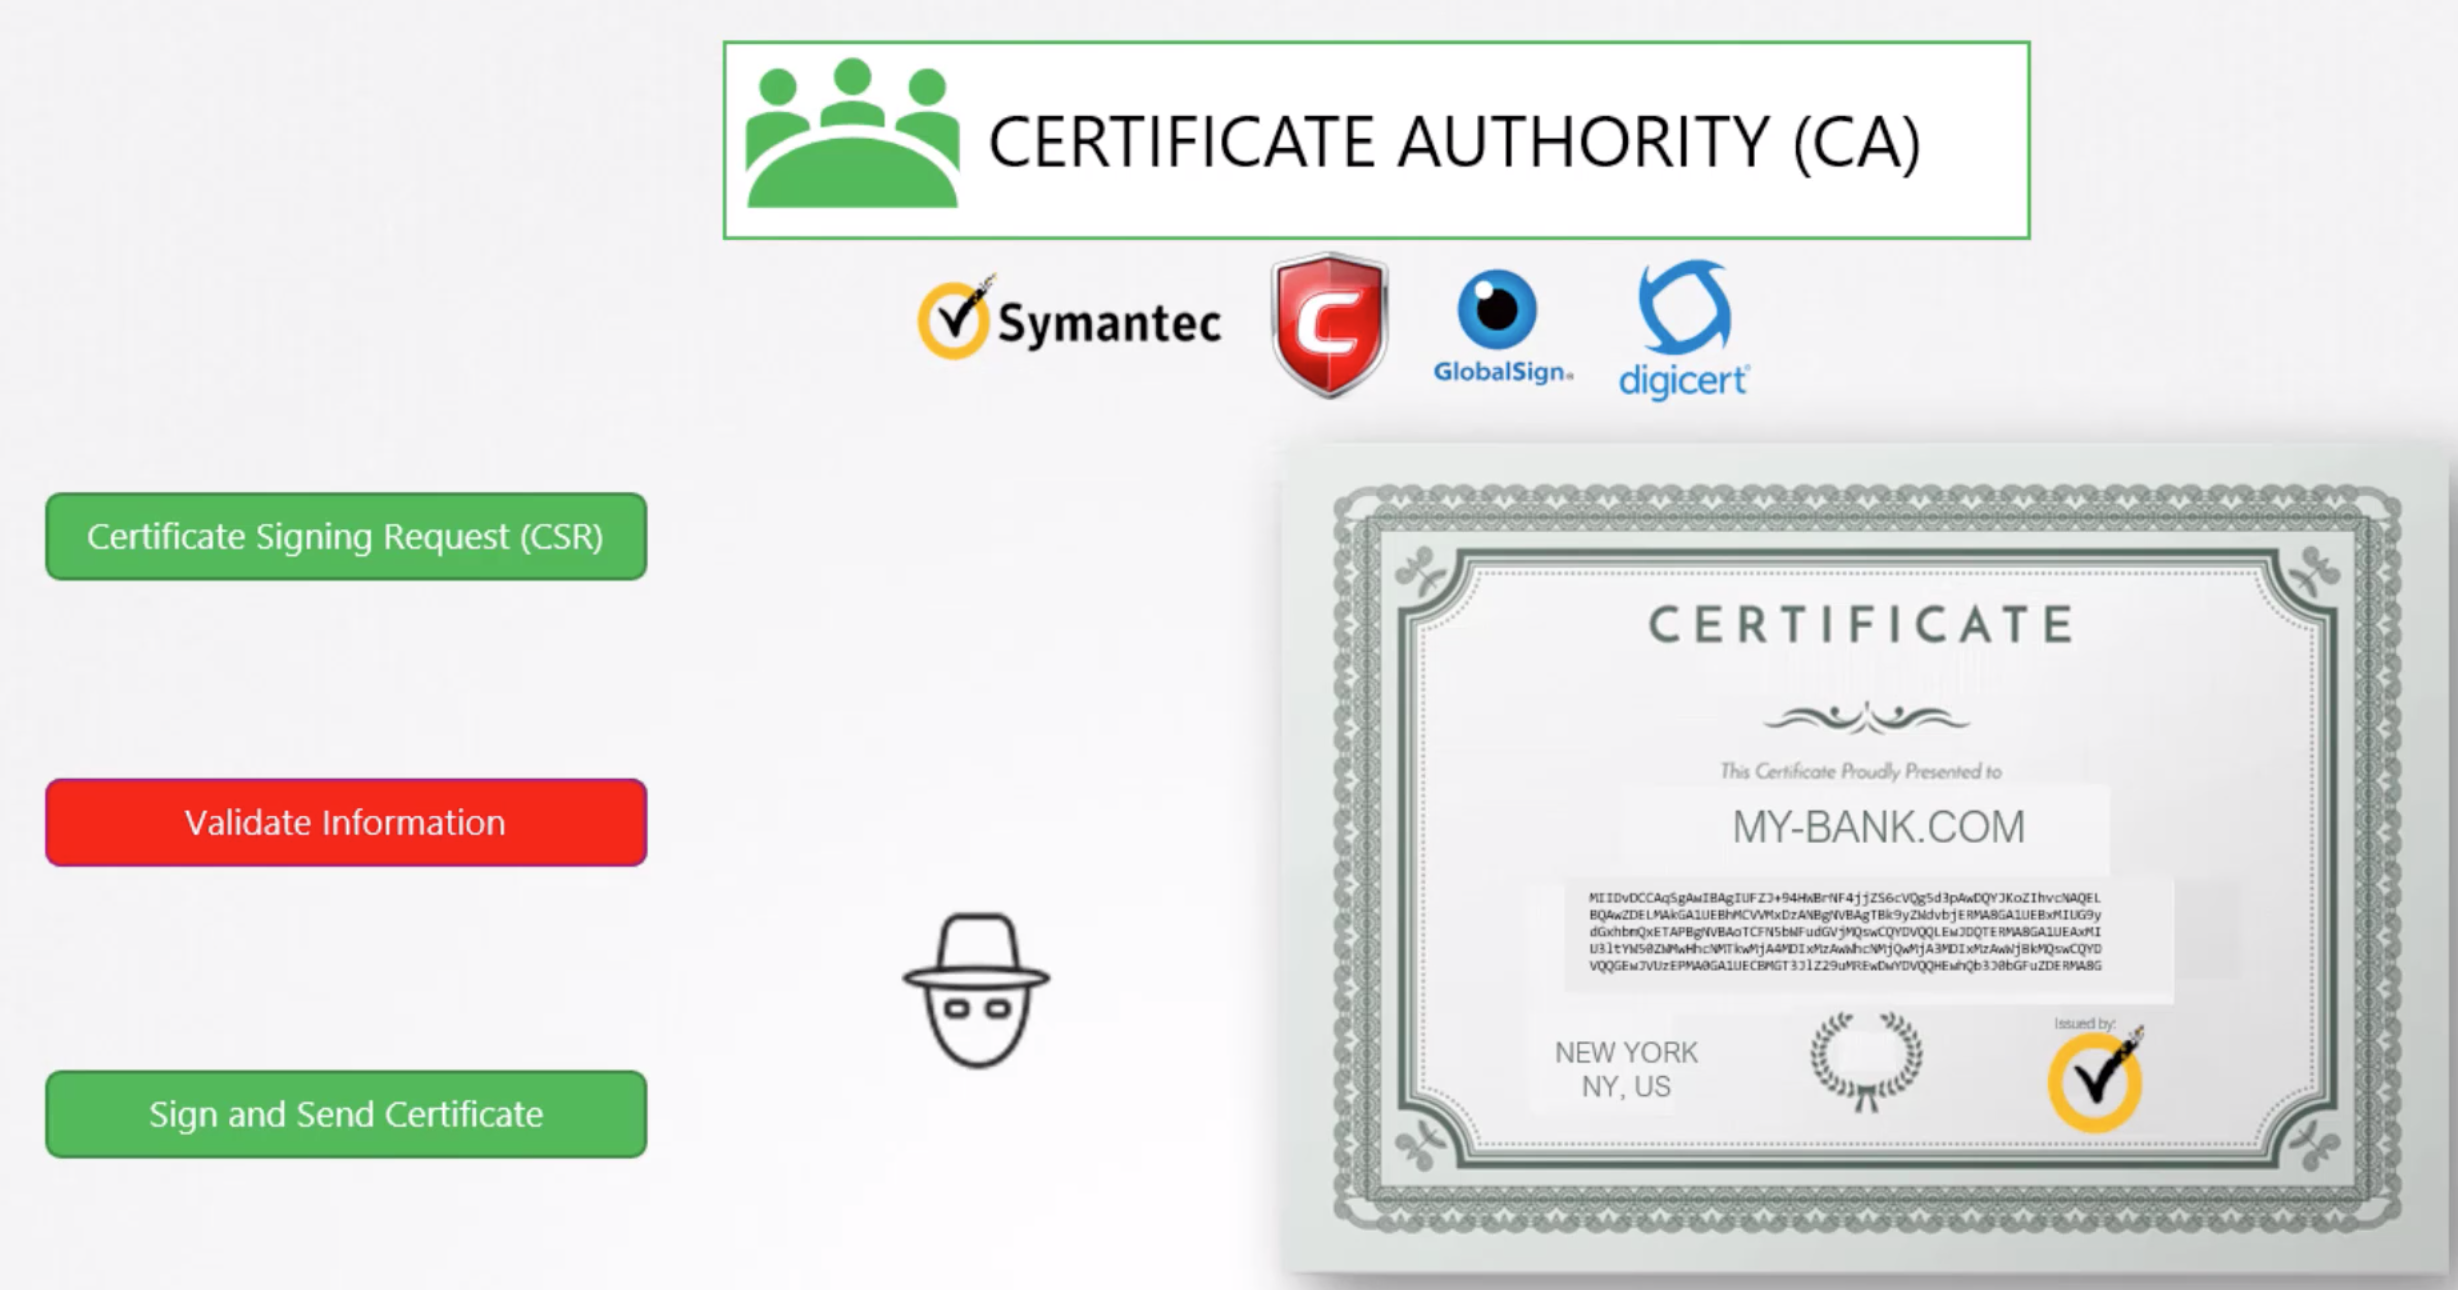 CERTIFICATE AUTHORITY (CA)
Symantec
GlobalSign
digicert
Certificate Signing Request (CSR)
Validate Information
Sign and Send Certificate
CERTIFICATE
This Certificate Proudly Presented to
MY-BANK.COM
NEW YORK
NY, US
Issued by: